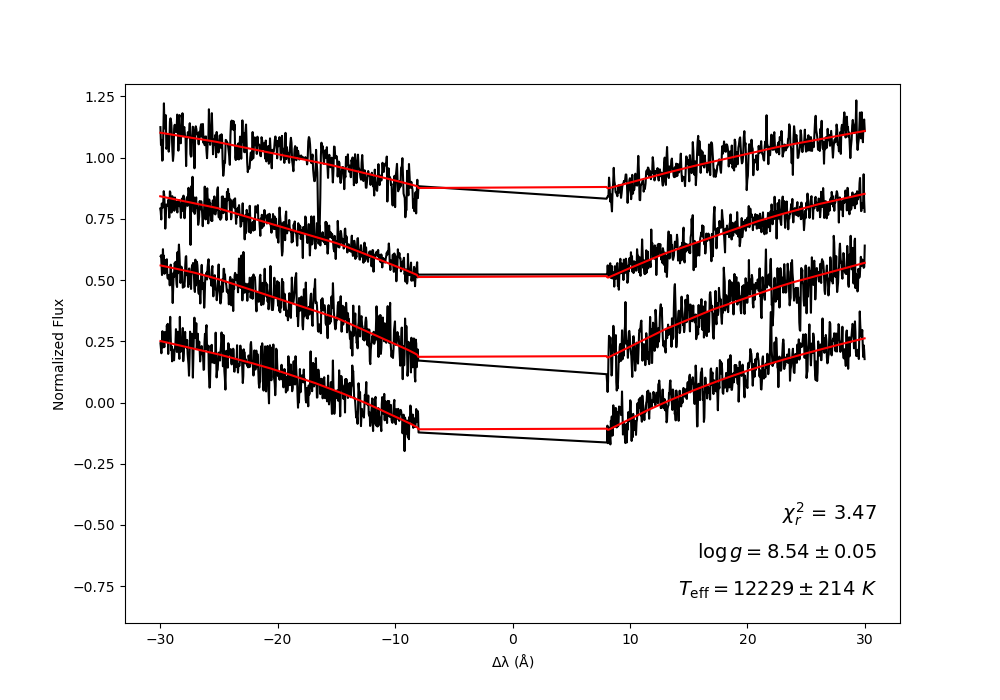 1.25
1.00
0.75
0.50
0.25
0.00
−0.25
−0.50
−0.75
Normalized Flux
χ²ᵣ = 3.47
log g = 8.54 ± 0.05
T_eff = 12229 ± 214 K
−30 −20 −10 0 10 20 30
Δλ (Å)